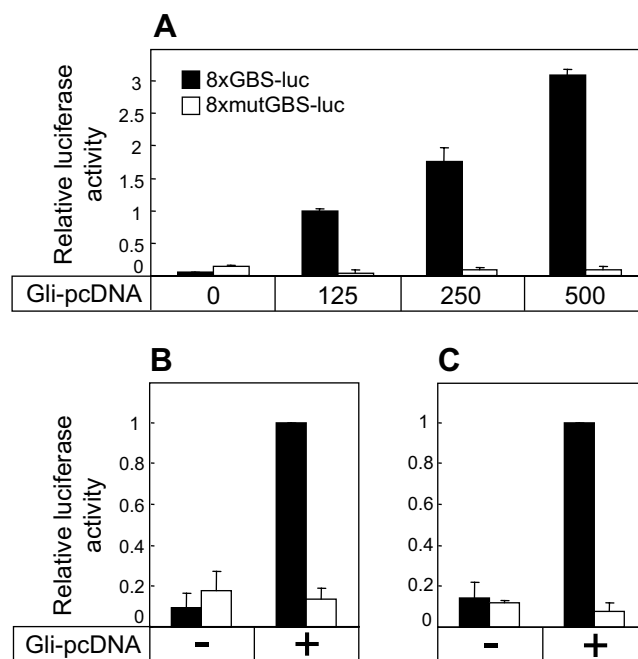 A
8xGBS-luc
8xmutGBS-luc
Relative luciferase
activity
3
2.5
2
1.5
1
0.5
0
Gli-pcDNA 0 125 250 500
B
Relative luciferase
activity
1
0.8
0.6
0.4
0.2
0
Gli-pcDNA - +
C
1
0.8
0.6
0.4
0.2
0
- +